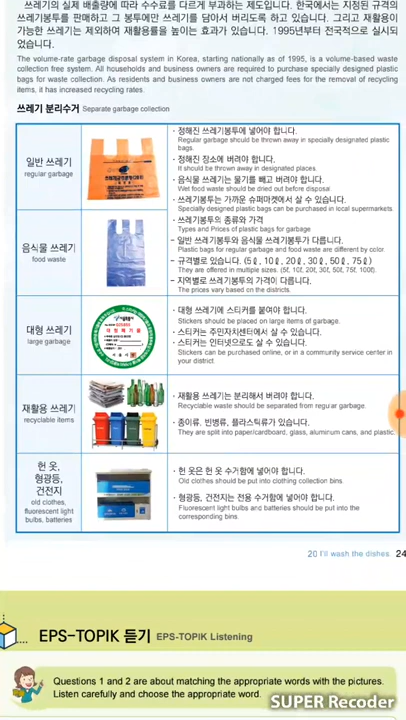 쓰레기의 실제 배출량에 따라 수수료를 다르게 부과하는 제도입니다. 한국에서는 지정된 규격의
쓰레기봉투를 판매하고 그 봉투에만 쓰레기를 담아서 버리도록 하고 있습니다. 그리고 재활용이
가능한 쓰레기는 제외하여 재활용률을 높이는 효과가 있습니다. 1995년부터 전국적으로 실시되
었습니다.
The volume-rate garbage disposal system in Korea, starting nationally as of 1995, is a volume-based waste
collection free system. All households and business owners are required to purchase specially designed plastic
bags for waste collection. As residents and business owners are not charged fees for the removal of recycling
items, it has increased recycling rates.
쓰레기 분리수거 Separate garbage collection
일반 쓰레기
regular garbage
· 정해진 쓰레기봉투에 넣어야 합니다.
Regular garbage should be thrown away in specially designated plastic
bags.
· 정해진 장소에 버려야 합니다.
It should be thrown away in designated places.
· 음식물 쓰레기는 물기를 빼고 버려야 합니다.
Wet food waste should be dried out before disposal.
· 쓰레기봉투는 가까운 슈퍼마켓에서 살 수 있습니다.
Specially designed plastic bags can be purchased in local supermarkets.
음식물 쓰레기
food waste
· 쓰레기봉투의 종류와 가격
Types and Prices of plastic bags for garbage
– 일반 쓰레기봉투와 음식물 쓰레기봉투가 다릅니다.
Plastic bags for regular garbage and food waste are different by color.
– 규격별로 있습니다. (5ℓ, 10ℓ, 20ℓ, 30ℓ, 50ℓ, 75ℓ)
They are offered in multiple sizes. (5ℓ, 10ℓ, 20ℓ, 30ℓ, 50ℓ, 75ℓ, 100ℓ).
– 지역별로 쓰레기봉투의 가격이 다릅니다.
The prices vary based on the districts.
대형 쓰레기
large garbage
대형폐기물
· 대형 쓰레기에 스티커를 붙여야 합니다.
Stickers should be placed on large items of garbage.
· 스티커는 주민자치센터에서 살 수 있습니다.
· 스티커는 인터넷으로도 살 수 있습니다.
Stickers can be purchased online, or in a community service center in
your district.
재활용 쓰레기
recyclable items
· 재활용 쓰레기는 분리해서 버려야 합니다.
Recyclable waste should be separated from regular garbage.
· 종이류, 빈병류, 플라스틱류가 있습니다.
They are split into paper/cardboard, glass, aluminum cans, and plastic.
헌 옷,
형광등,
건전지
old clothes,
fluorescent light
bulbs, batteries
· 헌 옷은 헌 옷 수거함에 넣어야 합니다.
Old clothes should be put into clothing collection bins.
· 형광등, 건전지는 전용 수거함에 넣어야 합니다.
Fluorescent light bulbs and batteries should be put into the
corresponding bins.
20 I'll wash the dishes. 24
EPS-TOPIK 듣기 EPS-TOPIK Listening
Questions 1 and 2 are about matching the appropriate words with the pictures.
Listen carefully and choose the appropriate word.
SUPER Recoder